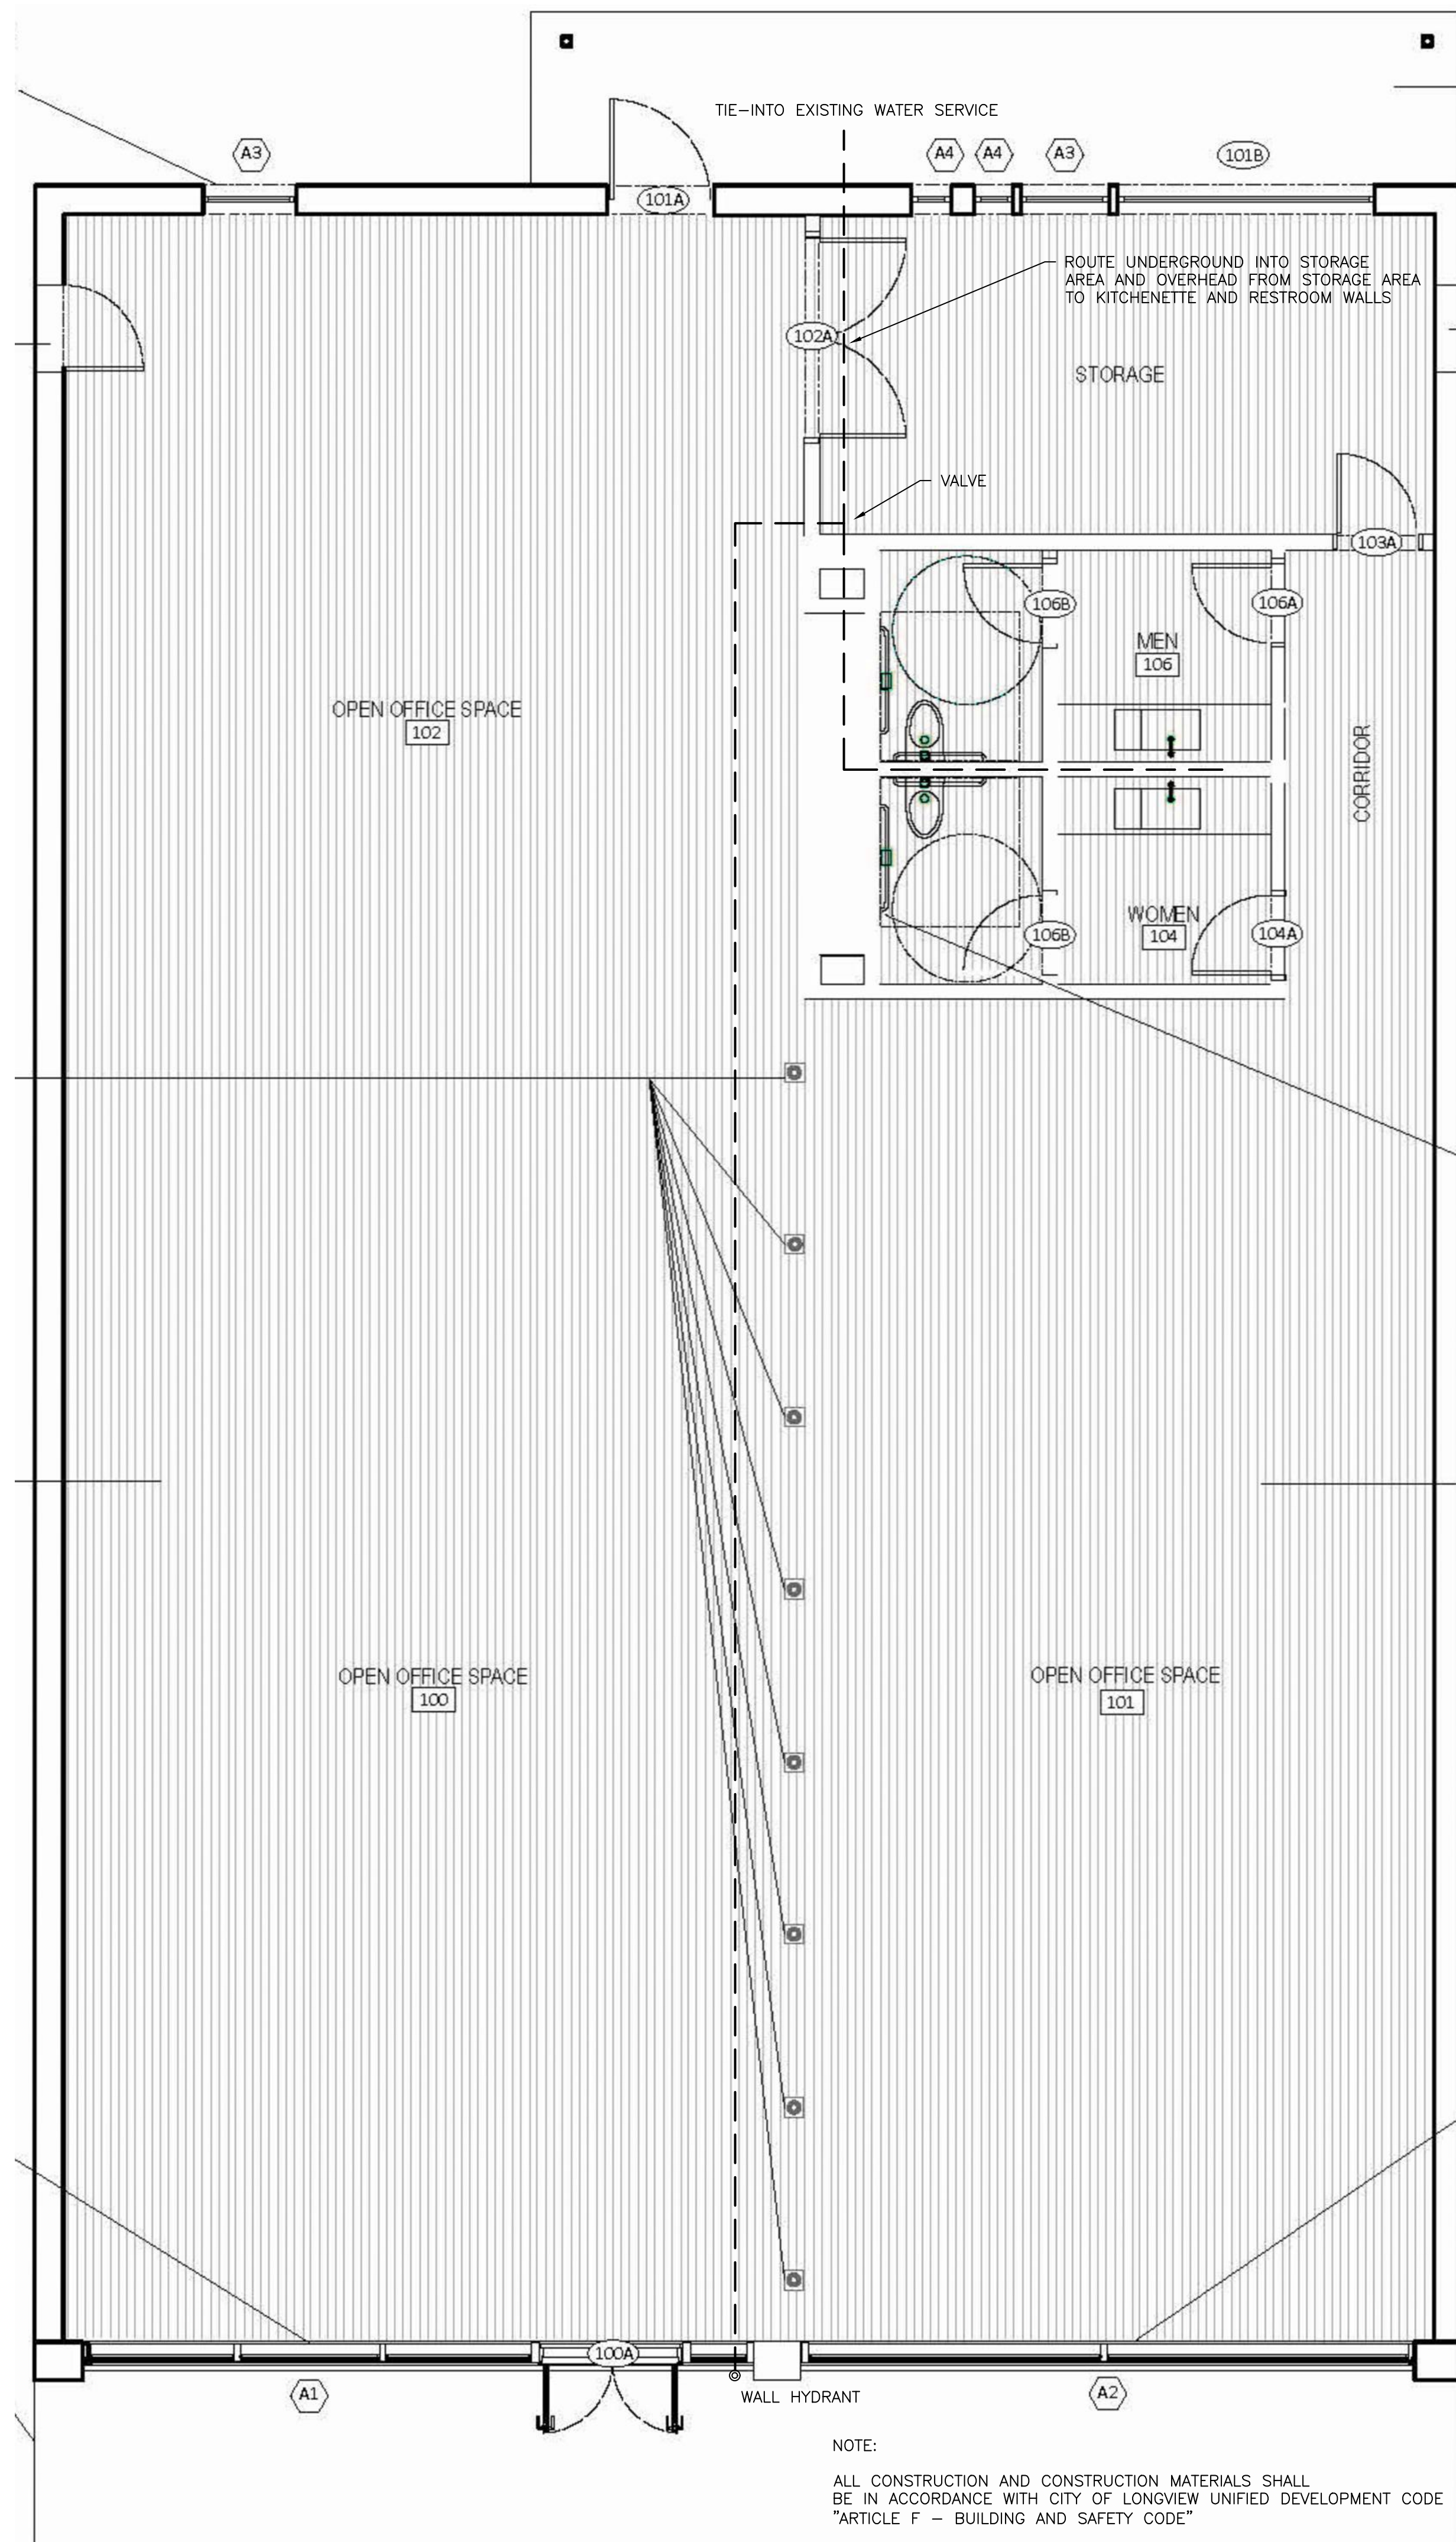 TIE-INTO EXISTING WATER SERVICE
A3
A4
A4
A3
101B
101A
ROUTE UNDERGROUND INTO STORAGE
AREA AND OVERHEAD FROM STORAGE AREA
TO KITCHENETTE AND RESTROOM WALLS
102A
STORAGE
VALVE
103A
106B
106A
MEN
106
OPEN OFFICE SPACE
102
CORRIDOR
WOMEN
104
106B
104A
OPEN OFFICE SPACE
100
OPEN OFFICE SPACE
101
100A
A1
WALL HYDRANT
A2
NOTE:
ALL CONSTRUCTION AND CONSTRUCTION MATERIALS SHALL
BE IN ACCORDANCE WITH CITY OF LONGVIEW UNIFIED DEVELOPMENT CODE
"ARTICLE F – BUILDING AND SAFETY CODE"